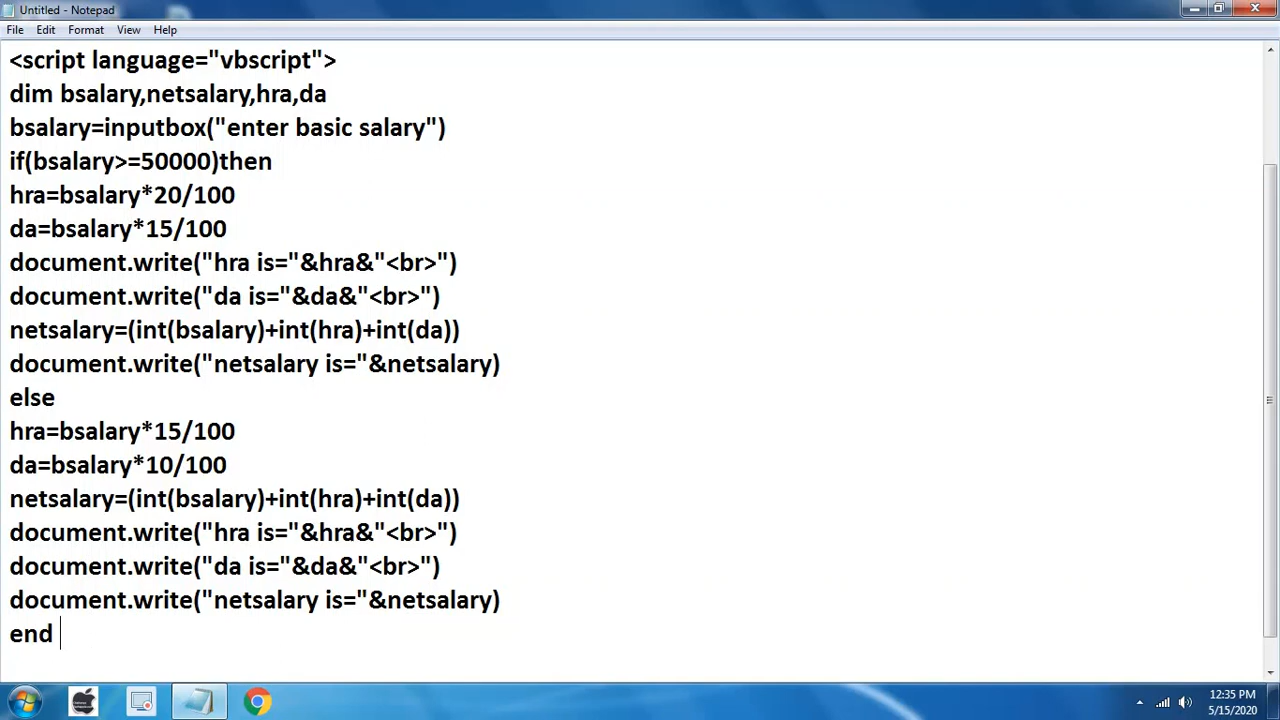 Untitled - Notepad
File Edit Format View Help
<script language="vbscript">
dim bsalary,netsalary,hra,da
bsalary=inputbox("enter basic salary")
if(bsalary>=50000)then
hra=bsalary*20/100
da=bsalary*15/100
document.write("hra is="&hra&"<br>")
document.write("da is="&da&"<br>")
netsalary=(int(bsalary)+int(hra)+int(da))
document.write("netsalary is="&netsalary)
else
hra=bsalary*15/100
da=bsalary*10/100
netsalary=(int(bsalary)+int(hra)+int(da))
document.write("hra is="&hra&"<br>")
document.write("da is="&da&"<br>")
document.write("netsalary is="&netsalary)
end
12:35 PM
5/15/2020